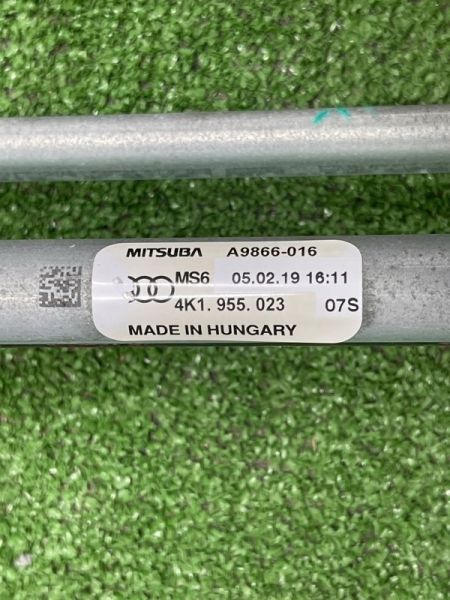 MITSUBA A9866-016
MS6 05.02.19 16:11
4K1.955.023 07S
MADE IN HUNGARY